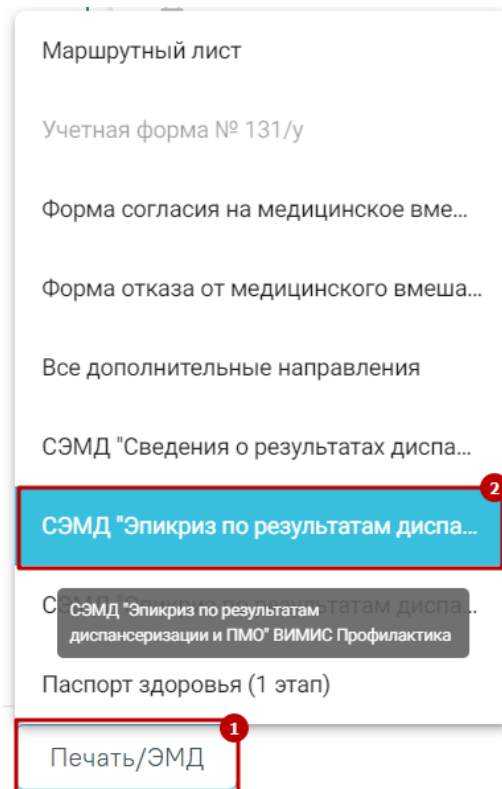 Маршрутный лист
Учетная форма № 131/у
Форма согласия на медицинское вме...
Форма отказа от медицинского вмеша...
Все дополнительные направления
СЭМД "Сведения о результатах диспа...
2
СЭМД "Эпикриз по результатам диспа...
СЭМД "Эпикриз по результатам
диспансеризации и ПМО" ВИМИС Профилактика
Паспорт здоровья (1 этап)
1
Печать/ЭМД